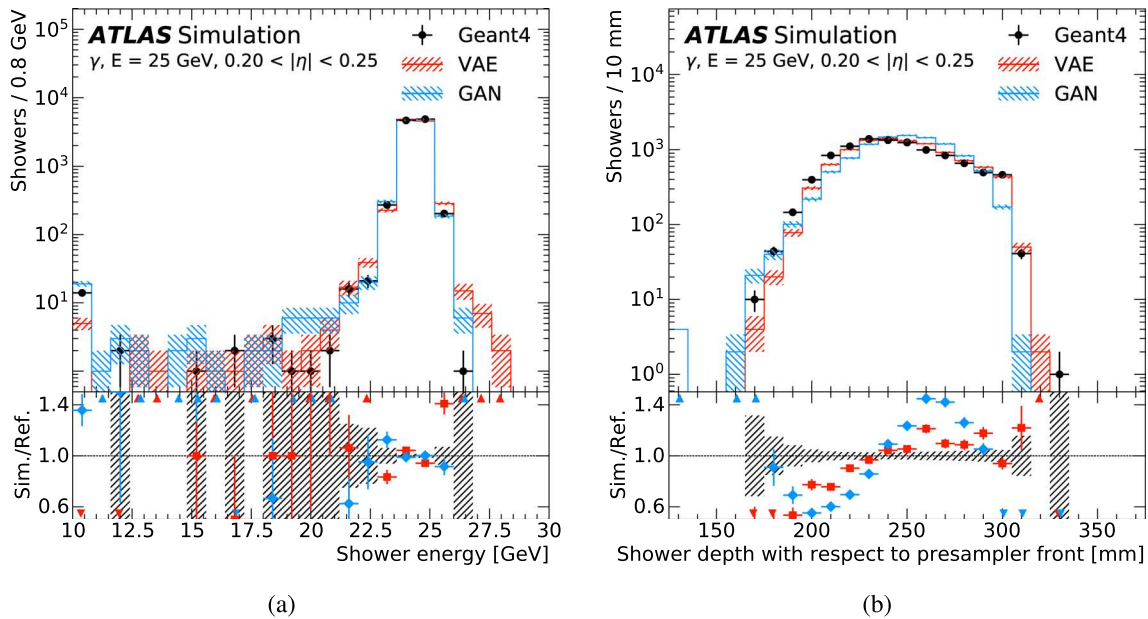 ATLAS Simulation
γ, E = 25 GeV, 0.20 < |η| < 0.25
Geant4
VAE
GAN
Showers / 0.8 GeV
10⁵
10⁴
10³
10²
10¹
Sim./Ref.
1.4
1.0
0.6
10 12.5 15 17.5 20 22.5 25 27.5 30
Shower energy [GeV]
(a)
ATLAS Simulation
γ, E = 25 GeV, 0.20 < |η| < 0.25
Geant4
VAE
GAN
Showers / 10 mm
10⁴
10³
10²
10¹
10⁰
Sim./Ref.
1.4
1.0
0.6
150 200 250 300 350
Shower depth with respect to presampler front [mm]
(b)